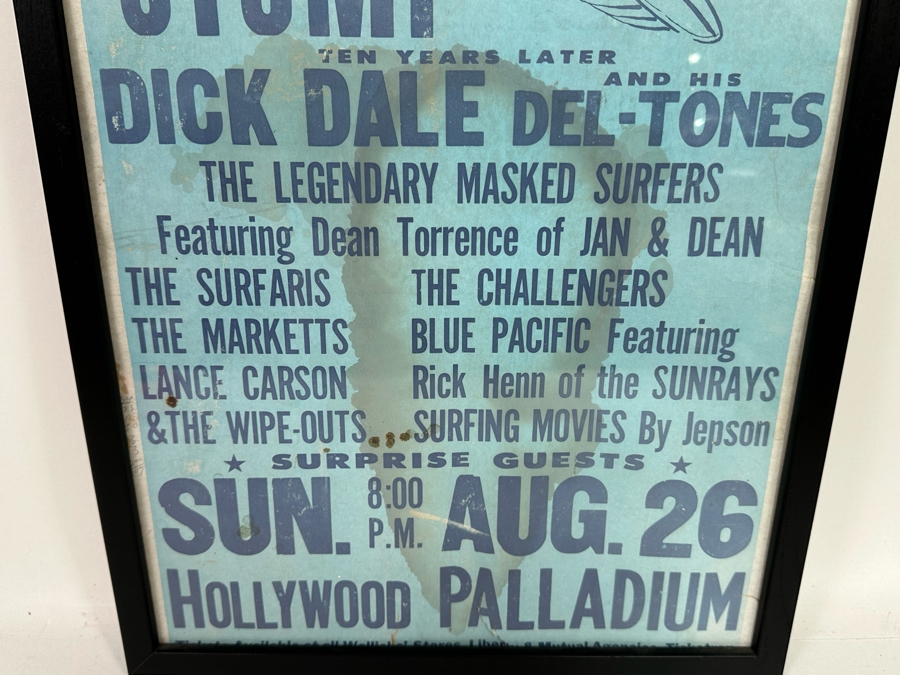 STOMP
TEN YEARS LATER
DICK DALE AND HIS DEL-TONES
THE LEGENDARY MASKED SURFERS
Featuring Dean Torrence of JAN & DEAN
THE SURFARIS THE CHALLENGERS
THE MARKETTS BLUE PACIFIC Featuring
LANCE CARSON Rick Henn of the SUNRAYS
&THE WIPE-OUTS SURFING MOVIES By Jepson
★ SURPRISE GUESTS ★
SUN. 8:00 P.M. AUG. 26
HOLLYWOOD PALLADIUM